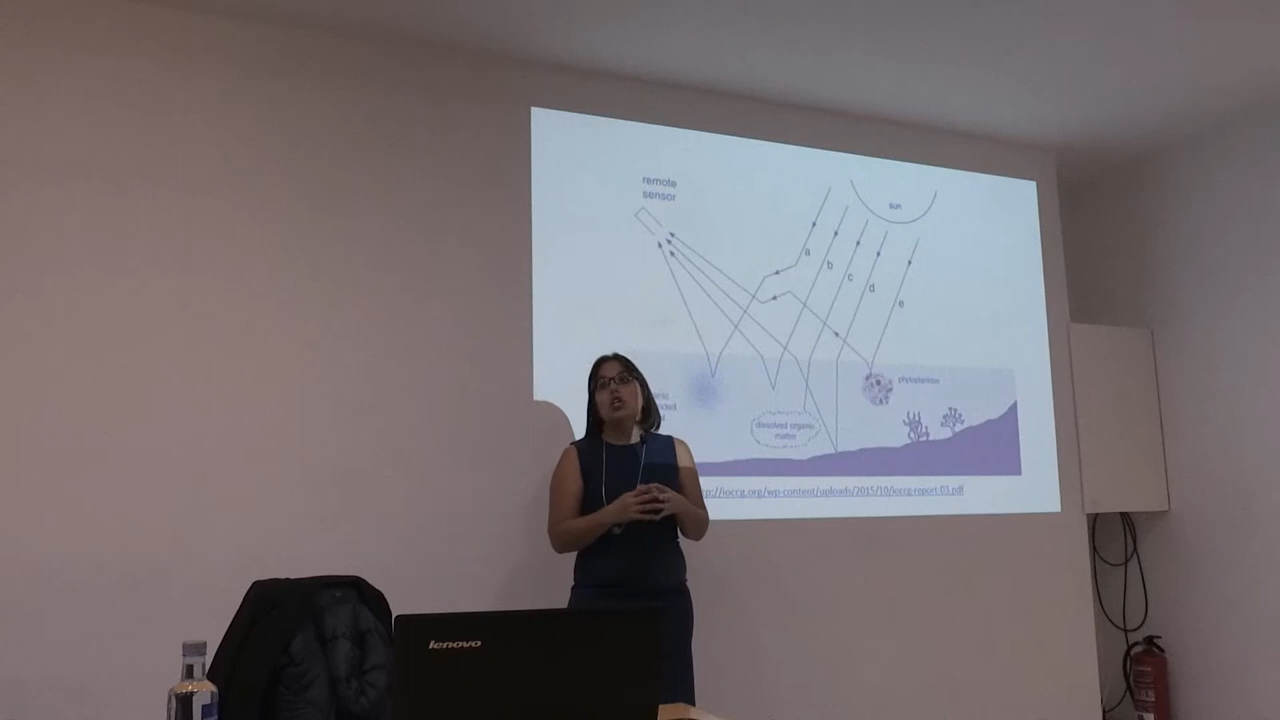 remote
sensor
sun
a
b
c
d
e
phytoplankton
dissolved organic
matter
/ioccg.org/wp-content/uploads/2015/10/ioccg-report-03.pdf
lenovo